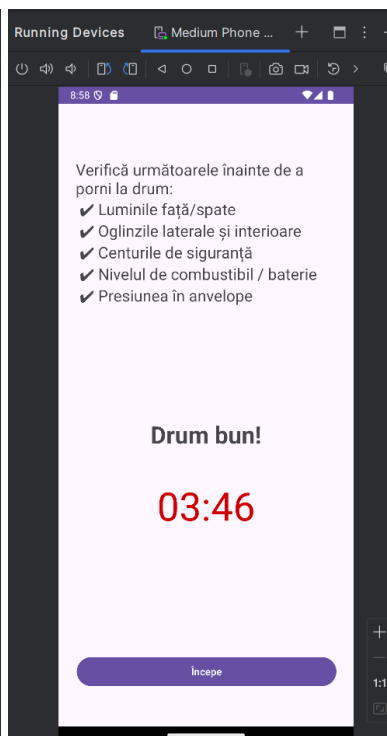 Running Devices
Medium Phone ...
8:58
Verifică următoarele înainte de a
porni la drum:
✔ Luminile față/spate
✔ Oglinzile laterale și interioare
✔ Centurile de siguranță
✔ Nivelul de combustibil / baterie
✔ Presiunea în anvelope
Drum bun!
03:46
Începe
1:1